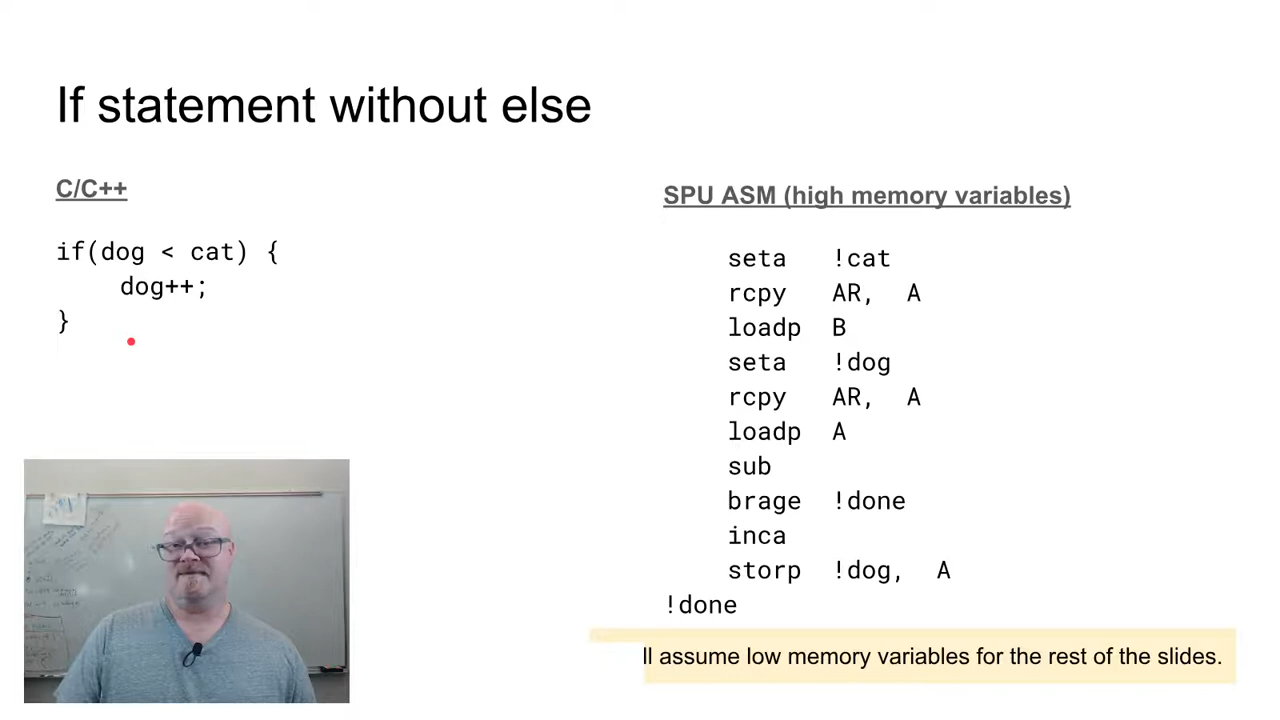 If statement without else
C/C++
if(dog < cat) {
dog++;
}
SPU ASM (high memory variables)
seta !cat
rcpy AR, A
loadp B
seta !dog
rcpy AR, A
loadp A
sub
brage !done
inca
storp !dog, A
!done
ll assume low memory variables for the rest of the slides.